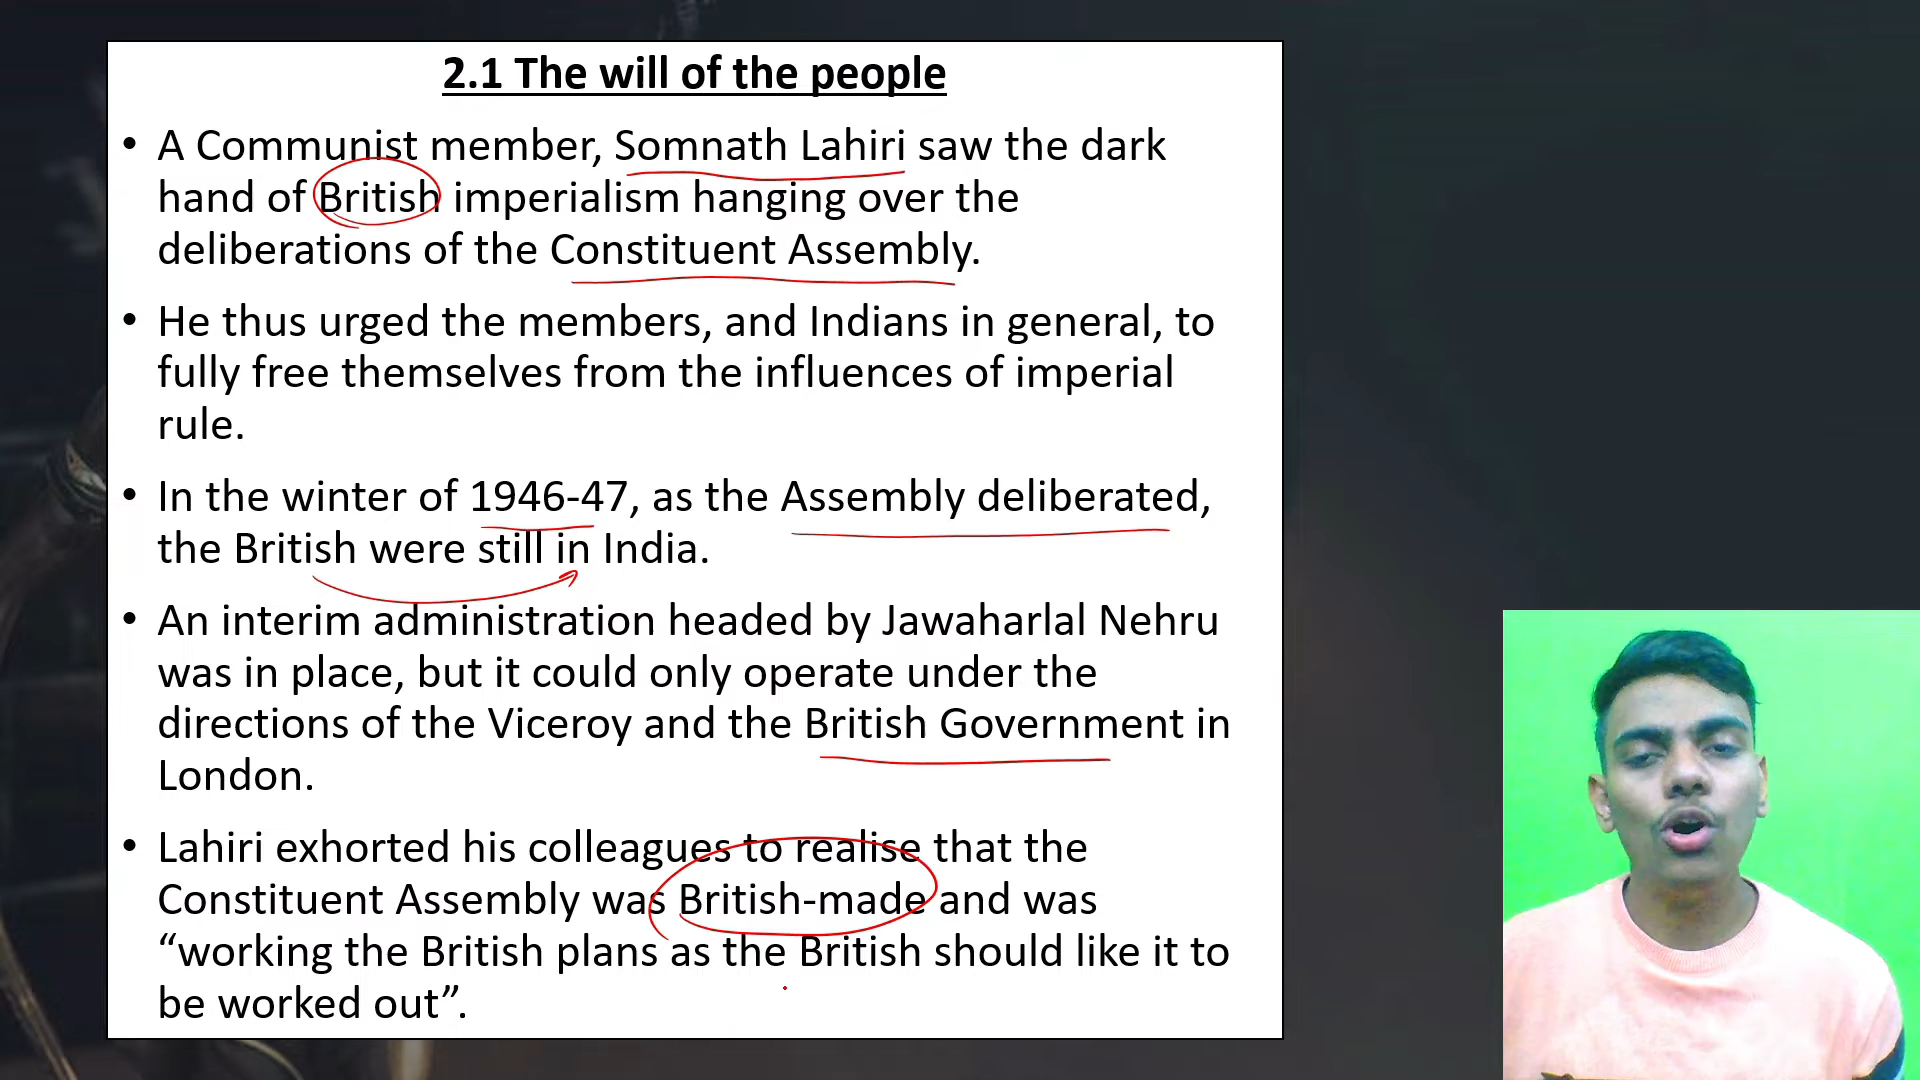 2.1 The will of the people
• A Communist member, Somnath Lahiri saw the dark
hand of British imperialism hanging over the
deliberations of the Constituent Assembly.
• He thus urged the members, and Indians in general, to
fully free themselves from the influences of imperial
rule.
• In the winter of 1946-47, as the Assembly deliberated,
the British were still in India.
• An interim administration headed by Jawaharlal Nehru
was in place, but it could only operate under the
directions of the Viceroy and the British Government in
London.
• Lahiri exhorted his colleagues to realise that the
Constituent Assembly was British-made and was
“working the British plans as the British should like it to
be worked out”.